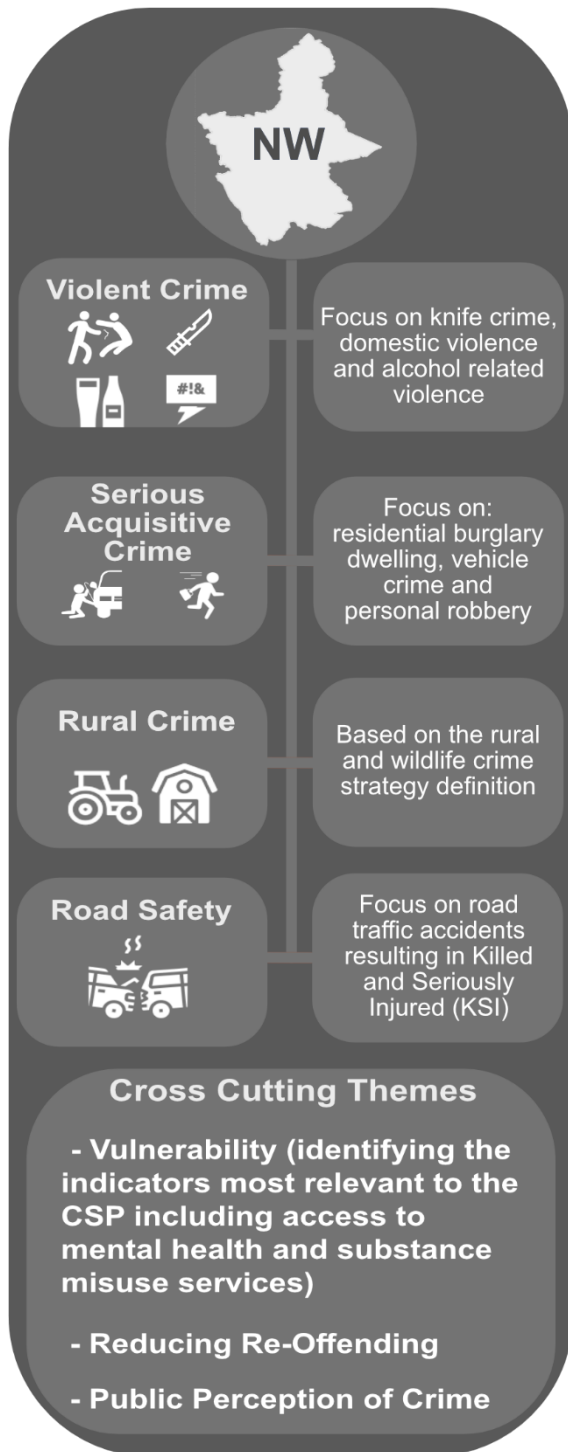 NW
Violent Crime
#!&
Focus on knife crime,
domestic violence
and alcohol related
violence
Serious
Acquisitive
Crime
Focus on:
residential burglary
dwelling, vehicle
crime and
personal robbery
Rural Crime
Based on the rural
and wildlife crime
strategy definition
Road Safety
Focus on road
traffic accidents
resulting in Killed
and Seriously
Injured (KSI)
Cross Cutting Themes
- Vulnerability (identifying the
indicators most relevant to the
CSP including access to
mental health and substance
misuse services)
- Reducing Re-Offending
- Public Perception of Crime